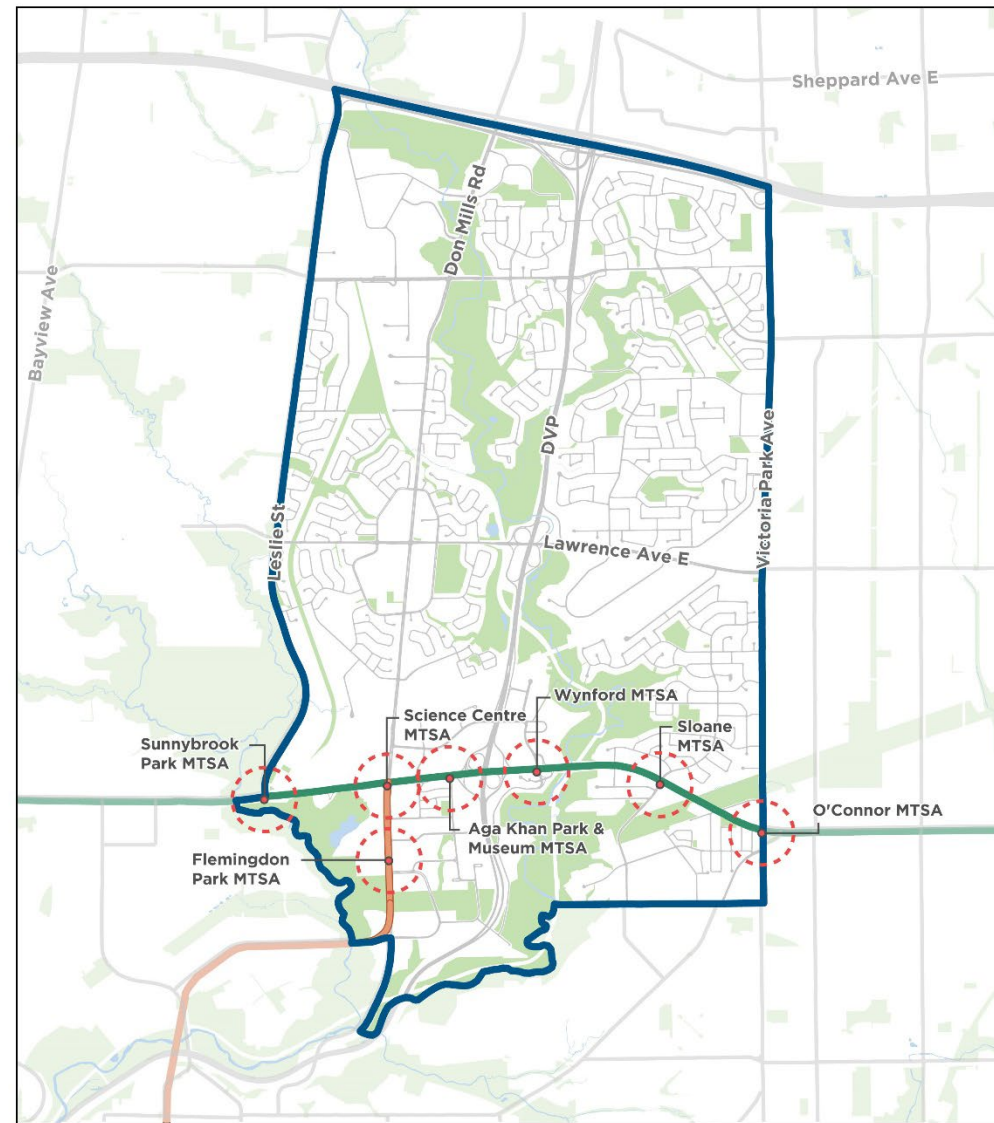 Sheppard Ave E
Don Mills Rd
Bayview Ave
DVP
Victoria Park Ave
Leslie St
Lawrence Ave E
Wynford MTSA
Science Centre
MTSA
Sloane
MTSA
Sunnybrook
Park MTSA
O'Connor MTSA
Aga Khan Park &
Museum MTSA
Flemingdon
Park MTSA